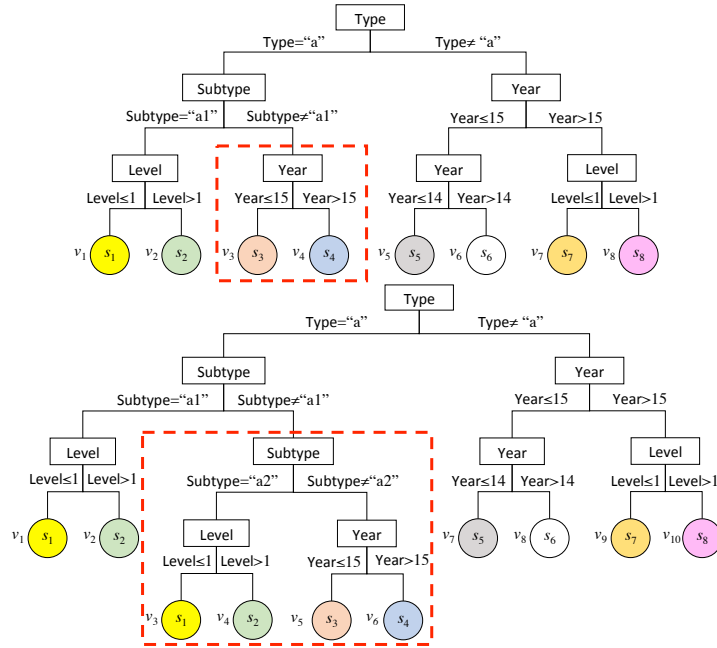 Type
Type="a" Type≠ "a"
Subtype Year
Subtype="a1" Subtype≠"a1" Year≤15 Year>15
Level Year Year Level
Level≤1 Level>1 Year≤15 Year>15 Year≤14 Year>14 Level≤1 Level>1
v1 s1 v2 s2 v3 s3 v4 s4 v5 s5 v6 s6 v7 s7 v8 s8
Type
Type="a" Type≠ "a"
Subtype Year
Subtype="a1" Subtype≠"a1" Year≤15 Year>15
Level Subtype Year Level
Level≤1 Level>1 Subtype="a2" Subtype≠"a2" Year≤14 Year>14 Level≤1 Level>1
v1 s1 v2 s2 Level Year v7 s5 v8 s6 v9 s7 v10 s8
Level≤1 Level>1 Year≤15 Year>15
v3 s1 v4 s2 v5 s3 v6 s4